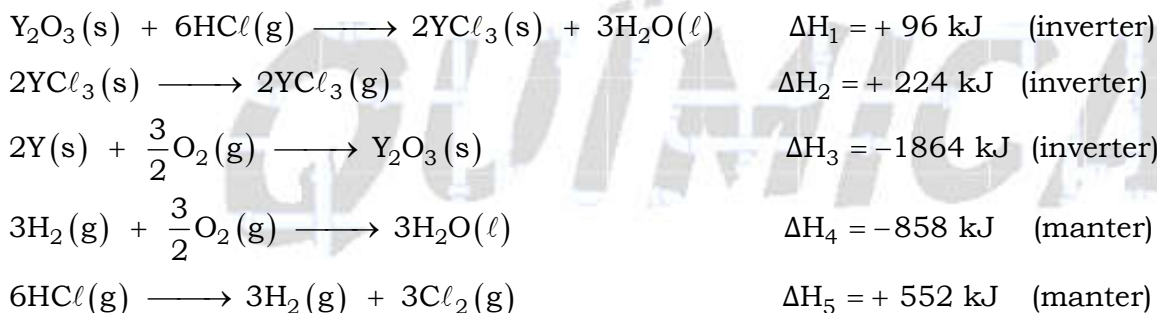 Y₂O₃(s) + 6HCℓ(g) ⟶ 2YCℓ₃(s) + 3H₂O(ℓ) ΔH₁ = + 96 kJ (inverter)
2YCℓ₃(s) ⟶ 2YCℓ₃(g) ΔH₂ = + 224 kJ (inverter)
2Y(s) + 3/2 O₂(g) ⟶ Y₂O₃(s) ΔH₃ = −1864 kJ (inverter)
3H₂(g) + 3/2 O₂(g) ⟶ 3H₂O(ℓ) ΔH₄ = −858 kJ (manter)
6HCℓ(g) ⟶ 3H₂(g) + 3Cℓ₂(g) ΔH₅ = + 552 kJ (manter)
QUÍMICA